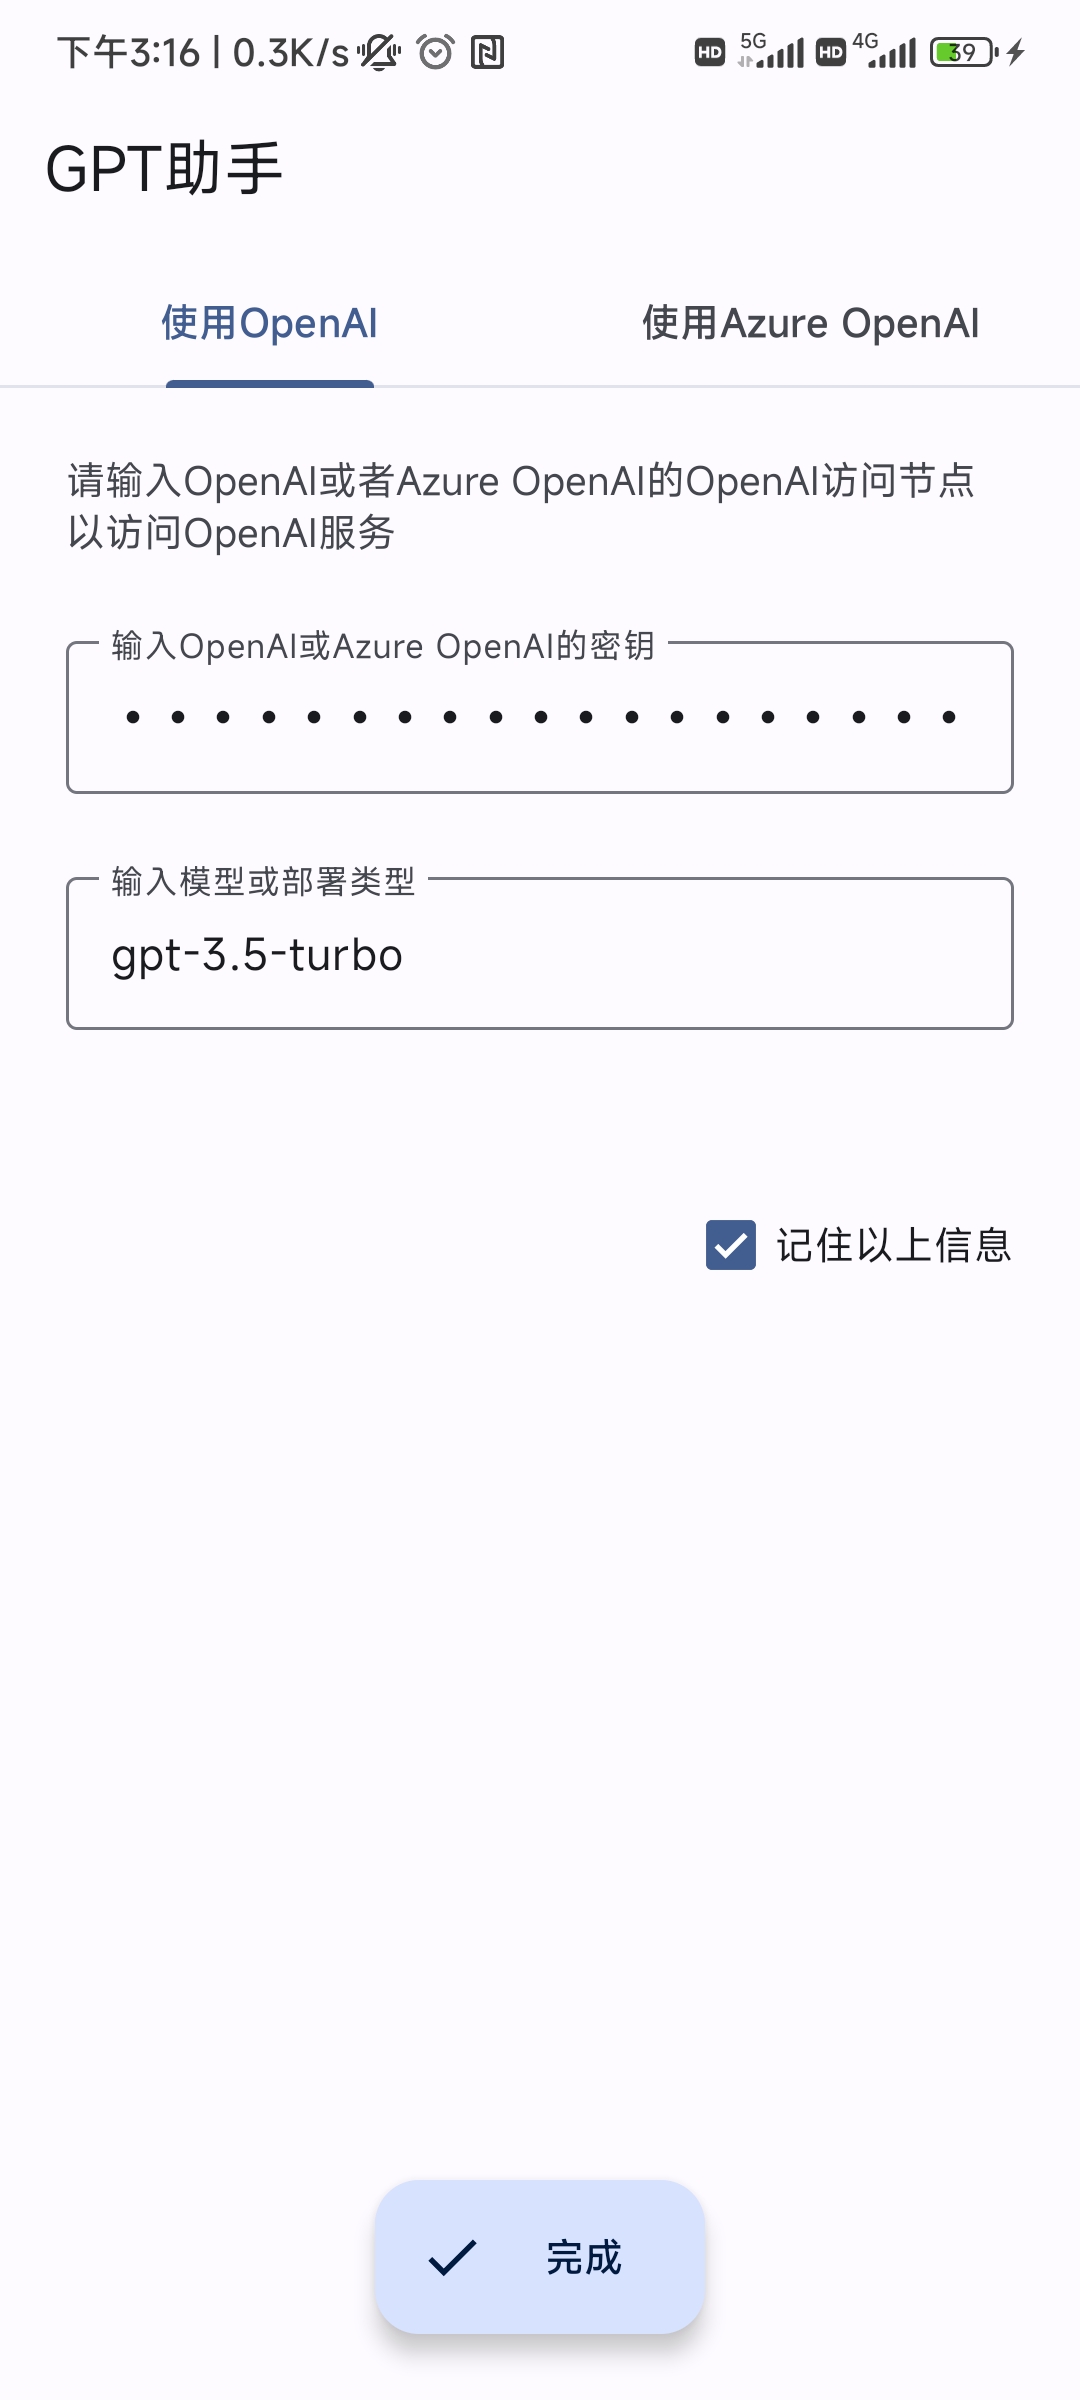 下午3:16 | 0.3K/s
HD 5G HD 4G 39
GPT助手
使用OpenAI
使用Azure OpenAI
请输入OpenAI或者Azure OpenAI的OpenAI访问节点
以访问OpenAI服务
输入OpenAI或Azure OpenAI的密钥
•••••••••••••••••••
输入模型或部署类型
gpt-3.5-turbo
记住以上信息
完成